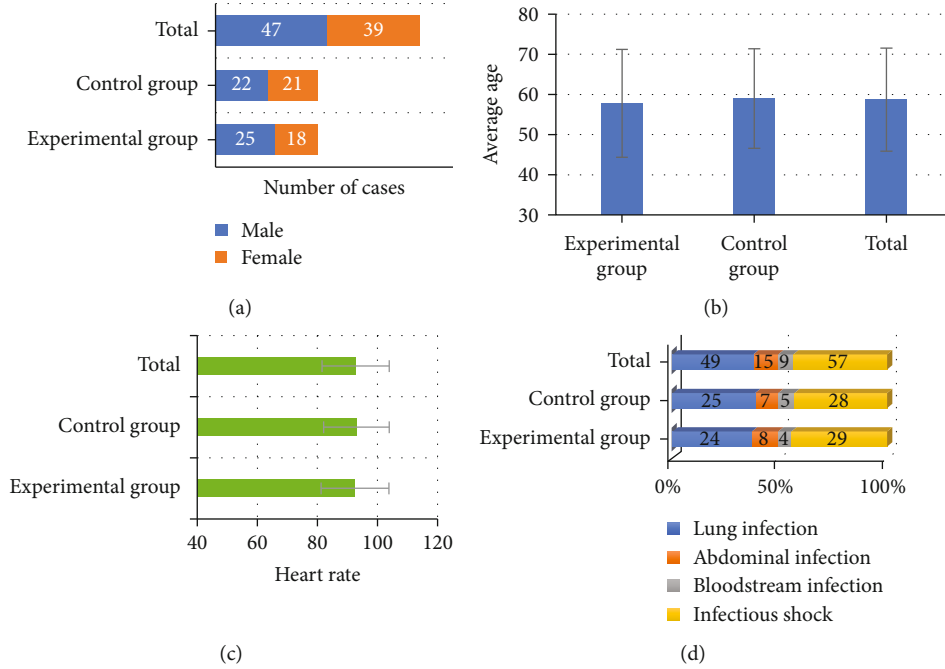 Total
47
39
Control group
22
21
Experimental group
25
18
Number of cases
Male
Female
(a)
Average age
80
70
60
50
40
30
Experimental
group
Control
group
Total
(b)
Total
Control group
Experimental group
40
60
80
100
120
Heart rate
(c)
Total
49
15
9
57
Control group
25
7
5
28
Experimental group
24
8
4
29
0%
50%
100%
Lung infection
Abdominal infection
Bloodstream infection
Infectious shock
(d)